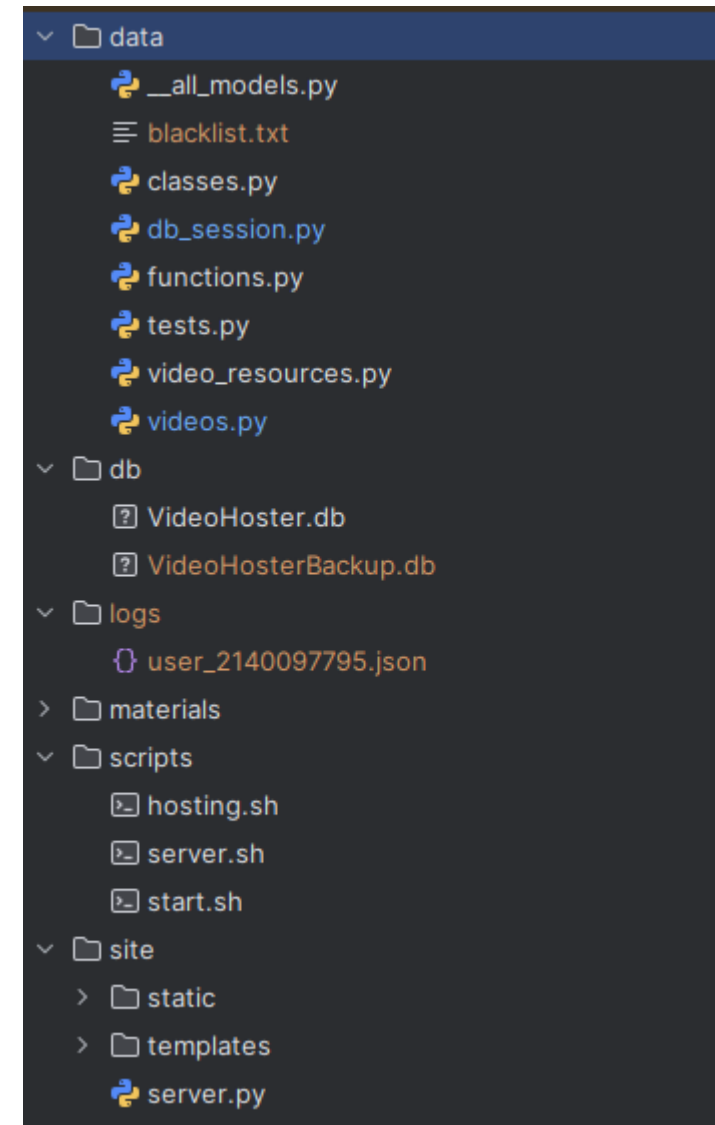 data
__all_models.py
blacklist.txt
classes.py
db_session.py
functions.py
tests.py
video_resources.py
videos.py
db
VideoHoster.db
VideoHosterBackup.db
logs
user_2140097795.json
materials
scripts
hosting.sh
server.sh
start.sh
site
static
templates
server.py